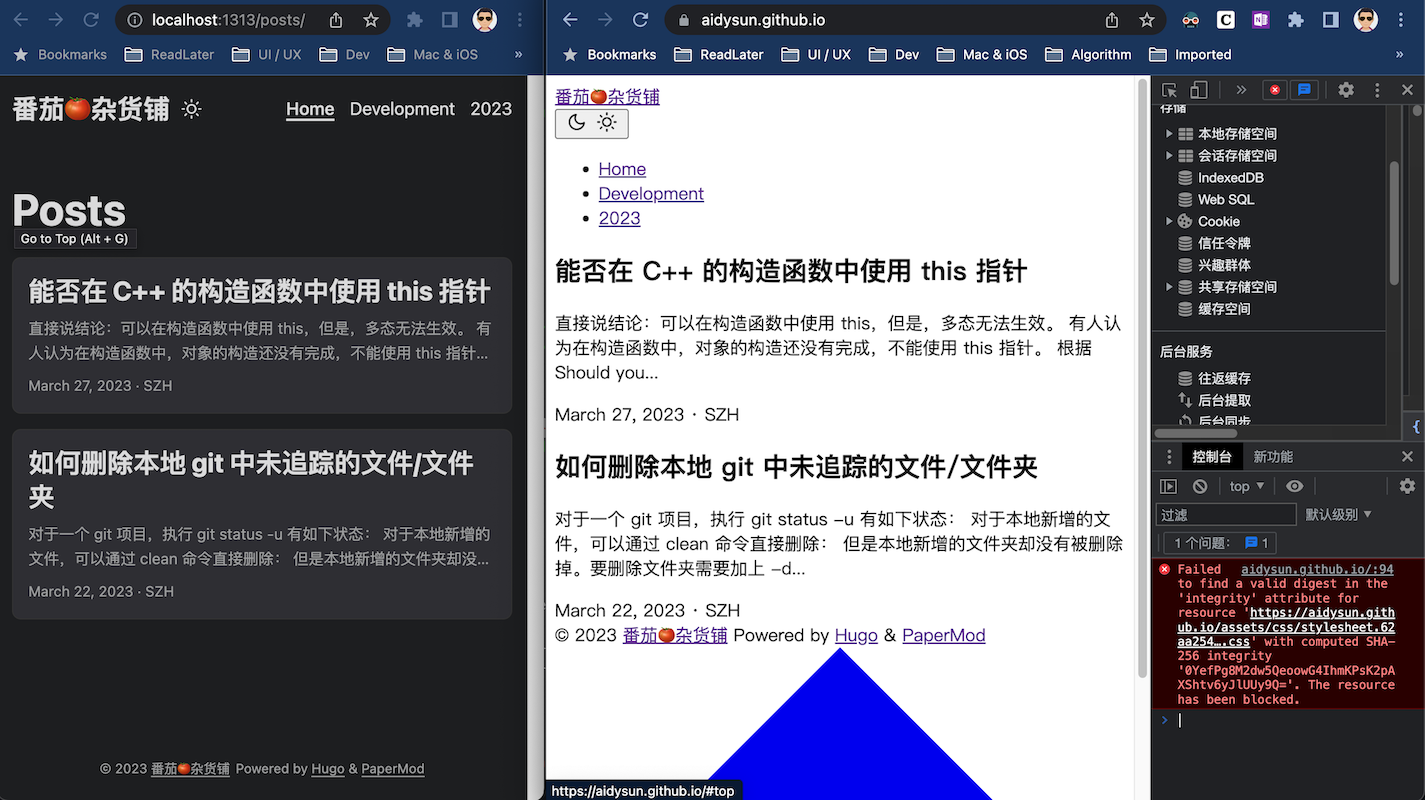 localhost:1313/posts/
Bookmarks ReadLater UI / UX Dev Mac & iOS »
番茄🍅杂货铺
Home Development 2023
Posts
Go to Top (Alt + G)
能否在 C++ 的构造函数中使用 this 指针
直接说结论：可以在构造函数中使用 this，但是，多态无法生效。 有
人认为在构造函数中，对象的构造还没有完成，不能使用 this 指针...
March 27, 2023 · SZH
如何删除本地 git 中未追踪的文件/文件
夹
对于一个 git 项目，执行 git status -u 有如下状态： 对于本地新增的
文件，可以通过 clean 命令直接删除： 但是本地新增的文件夹却没...
March 22, 2023 · SZH
© 2023 番茄🍅杂货铺 Powered by Hugo & PaperMod
aidysun.github.io
Bookmarks ReadLater UI / UX Dev Mac & iOS Algorithm Imported »
番茄🍅杂货铺
Home
Development
2023
能否在 C++ 的构造函数中使用 this 指针
直接说结论：可以在构造函数中使用 this，但是，多态无法生效。 有人认
为在构造函数中，对象的构造还没有完成，不能使用 this 指针。 根据
Should you...
March 27, 2023 · SZH
如何删除本地 git 中未追踪的文件/文件夹
对于一个 git 项目，执行 git status -u 有如下状态： 对于本地新增的文
件，可以通过 clean 命令直接删除： 但是本地新增的文件夹却没有被删除
掉。要删除文件夹需要加上 -d...
March 22, 2023 · SZH
© 2023 番茄🍅杂货铺 Powered by Hugo & PaperMod
https://aidysun.github.io/#top
»
存储
本地存储空间
会话存储空间
IndexedDB
Web SQL
Cookie
信任令牌
兴趣群体
共享存储空间
缓存空间
后台服务
往返缓存
后台提取
后台同步
{
控制台 新功能
top
过滤 默认级别
1 个问题： 1
Failed aidysun.github.io/:94
to find a valid digest in the
'integrity' attribute for
resource 'https://aidysun.gith
ub.io/assets/css/stylesheet.62
aa254….css' with computed SHA-
256 integrity
'0YefPg8M2dw5QeoowG4IhmKPsK2pA
XShtv6yJlUUy9Q='. The resource
has been blocked.